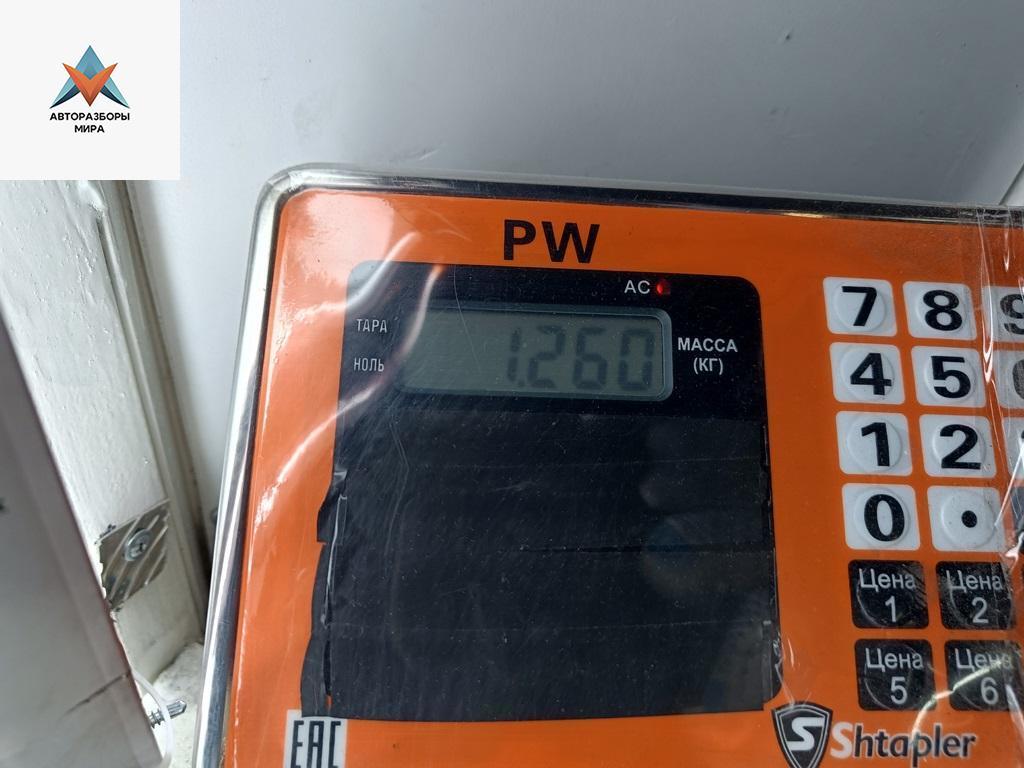 АВТОРАЗБОРЫ
МИРА
PW
AC
ТАРА
НОЛЬ
1.260
МАССА
(КГ)
7 8 9
4 5
1 2
0 .
Цена 1
Цена 2
Цена 5
Цена 6
EAC
S Shtapler